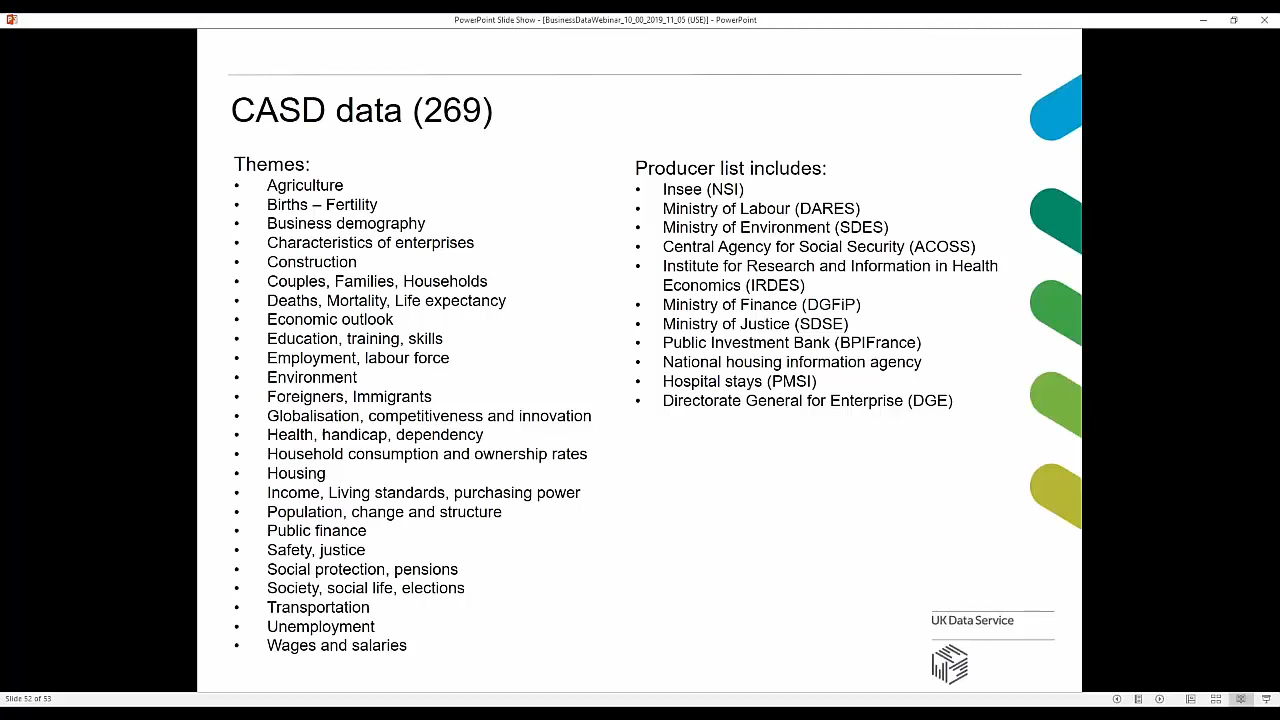 PowerPoint Slide Show - [BusinessDataWebinar_10_00_2019_11_05 (USE)] - PowerPoint
CASD data (269)
Themes:
• Agriculture
• Births – Fertility
• Business demography
• Characteristics of enterprises
• Construction
• Couples, Families, Households
• Deaths, Mortality, Life expectancy
• Economic outlook
• Education, training, skills
• Employment, labour force
• Environment
• Foreigners, Immigrants
• Globalisation, competitiveness and innovation
• Health, handicap, dependency
• Household consumption and ownership rates
• Housing
• Income, Living standards, purchasing power
• Population, change and structure
• Public finance
• Safety, justice
• Social protection, pensions
• Society, social life, elections
• Transportation
• Unemployment
• Wages and salaries
Producer list includes:
• Insee (NSI)
• Ministry of Labour (DARES)
• Ministry of Environment (SDES)
• Central Agency for Social Security (ACOSS)
• Institute for Research and Information in Health
Economics (IRDES)
• Ministry of Finance (DGFiP)
• Ministry of Justice (SDSE)
• Public Investment Bank (BPIFrance)
• National housing information agency
• Hospital stays (PMSI)
• Directorate General for Enterprise (DGE)
UK Data Service
Slide 52 of 53